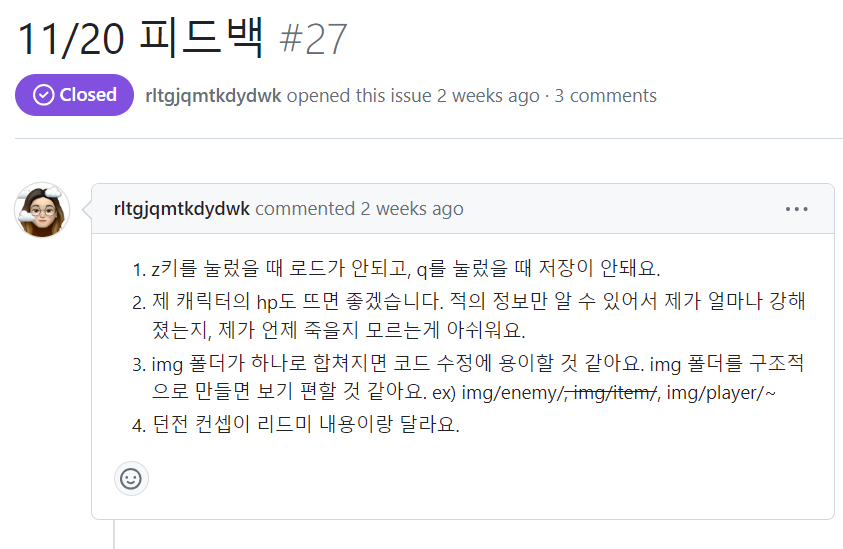 11/20 피드백 #27
Closed rltgjqmtkdydwk opened this issue 2 weeks ago · 3 comments
rltgjqmtkdydwk commented 2 weeks ago
1. z키를 눌렀을 때 로드가 안되고, q를 눌렀을 때 저장이 안돼요.
2. 제 캐릭터의 hp도 뜨면 좋겠습니다. 적의 정보만 알 수 있어서 제가 얼마나 강해
졌는지, 제가 언제 죽을지 모르는게 아쉬워요.
3. img 폴더가 하나로 합쳐지면 코드 수정에 용이할 것 같아요. img 폴더를 구조적
으로 만들면 보기 편할 것 같아요. ex) img/enemy/, img/item/, img/player/~
4. 던전 컨셉이 리드미 내용이랑 달라요.